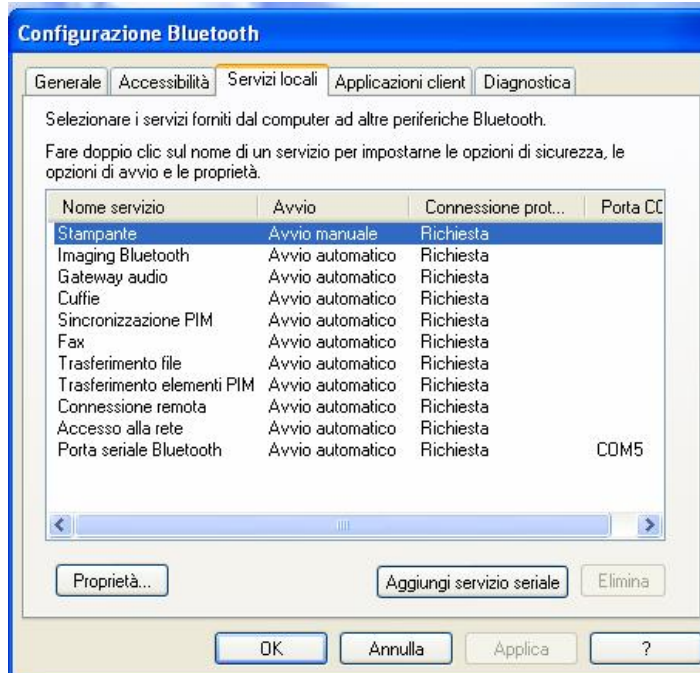 Configurazione Bluetooth
Generale Accessibilità Servizi locali Applicazioni client Diagnostica
Selezionare i servizi forniti dal computer ad altre periferiche Bluetooth.
Fare doppio clic sul nome di un servizio per impostarne le opzioni di sicurezza, le
opzioni di avvio e le proprietà.
Nome servizio Avvio Connessione prot... Porta CO
Stampante Avvio manuale Richiesta
Imaging Bluetooth Avvio automatico Richiesta
Gateway audio Avvio automatico Richiesta
Cuffie Avvio automatico Richiesta
Sincronizzazione PIM Avvio automatico Richiesta
Fax Avvio automatico Richiesta
Trasferimento file Avvio automatico Richiesta
Trasferimento elementi PIM Avvio automatico Richiesta
Connessione remota Avvio automatico Richiesta
Accesso alla rete Avvio automatico Richiesta
Porta seriale Bluetooth Avvio automatico Richiesta COM5
Proprietà... Aggiungi servizio seriale Elimina
OK Annulla Applica ?